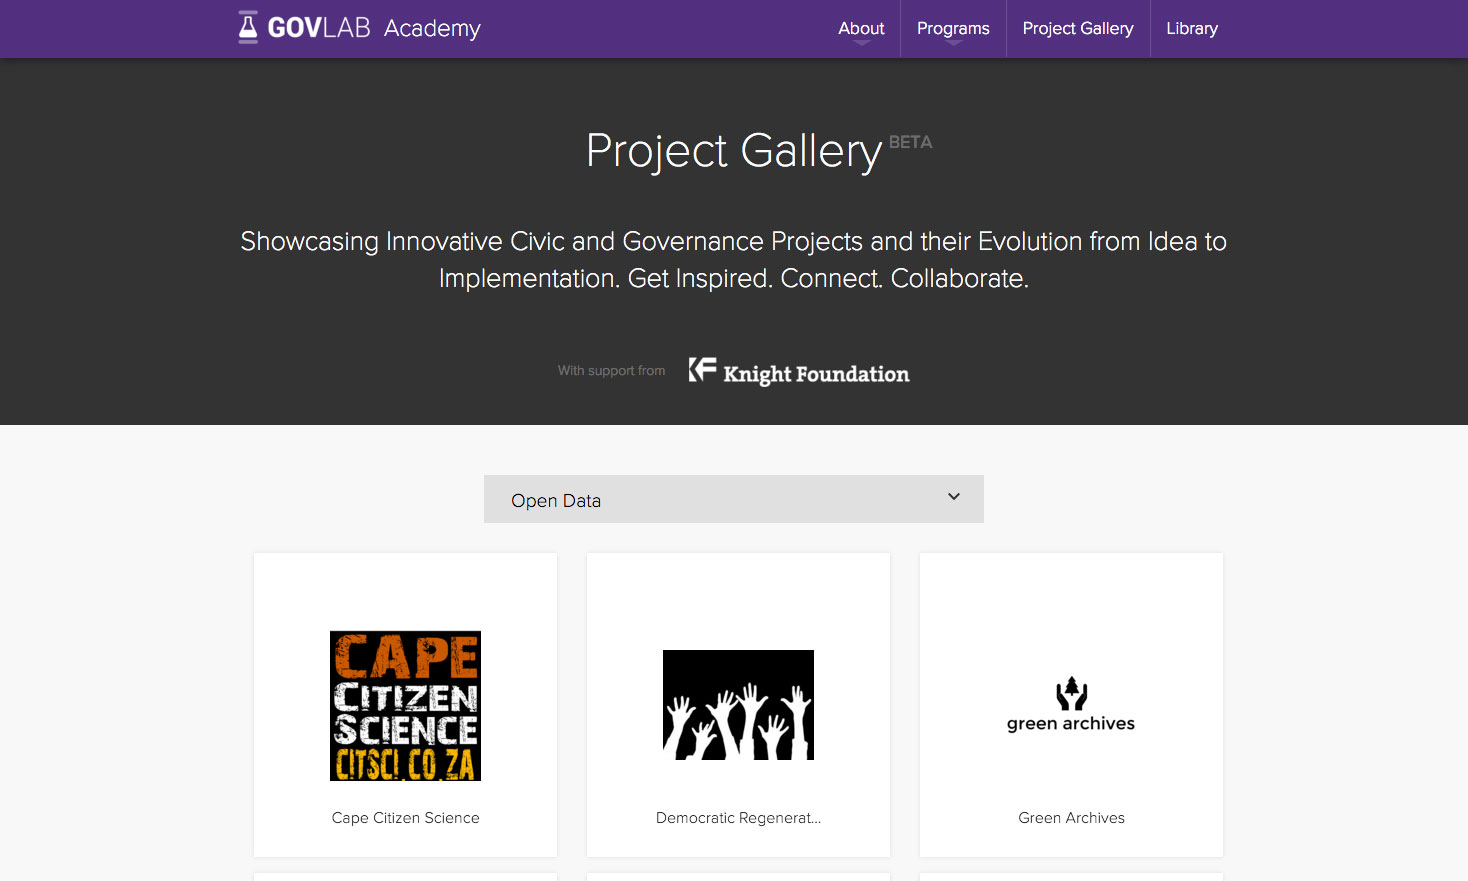 GOVLAB Academy
About
Programs
Project Gallery
Library
Project Gallery BETA
Showcasing Innovative Civic and Governance Projects and their Evolution from Idea to
Implementation. Get Inspired. Connect. Collaborate.
With support from KF Knight Foundation
Open Data
CAPE
CITIZEN
SCIENCE
CITSCI.CO.ZA
green archives
Cape Citizen Science
Democratic Regenerat...
Green Archives